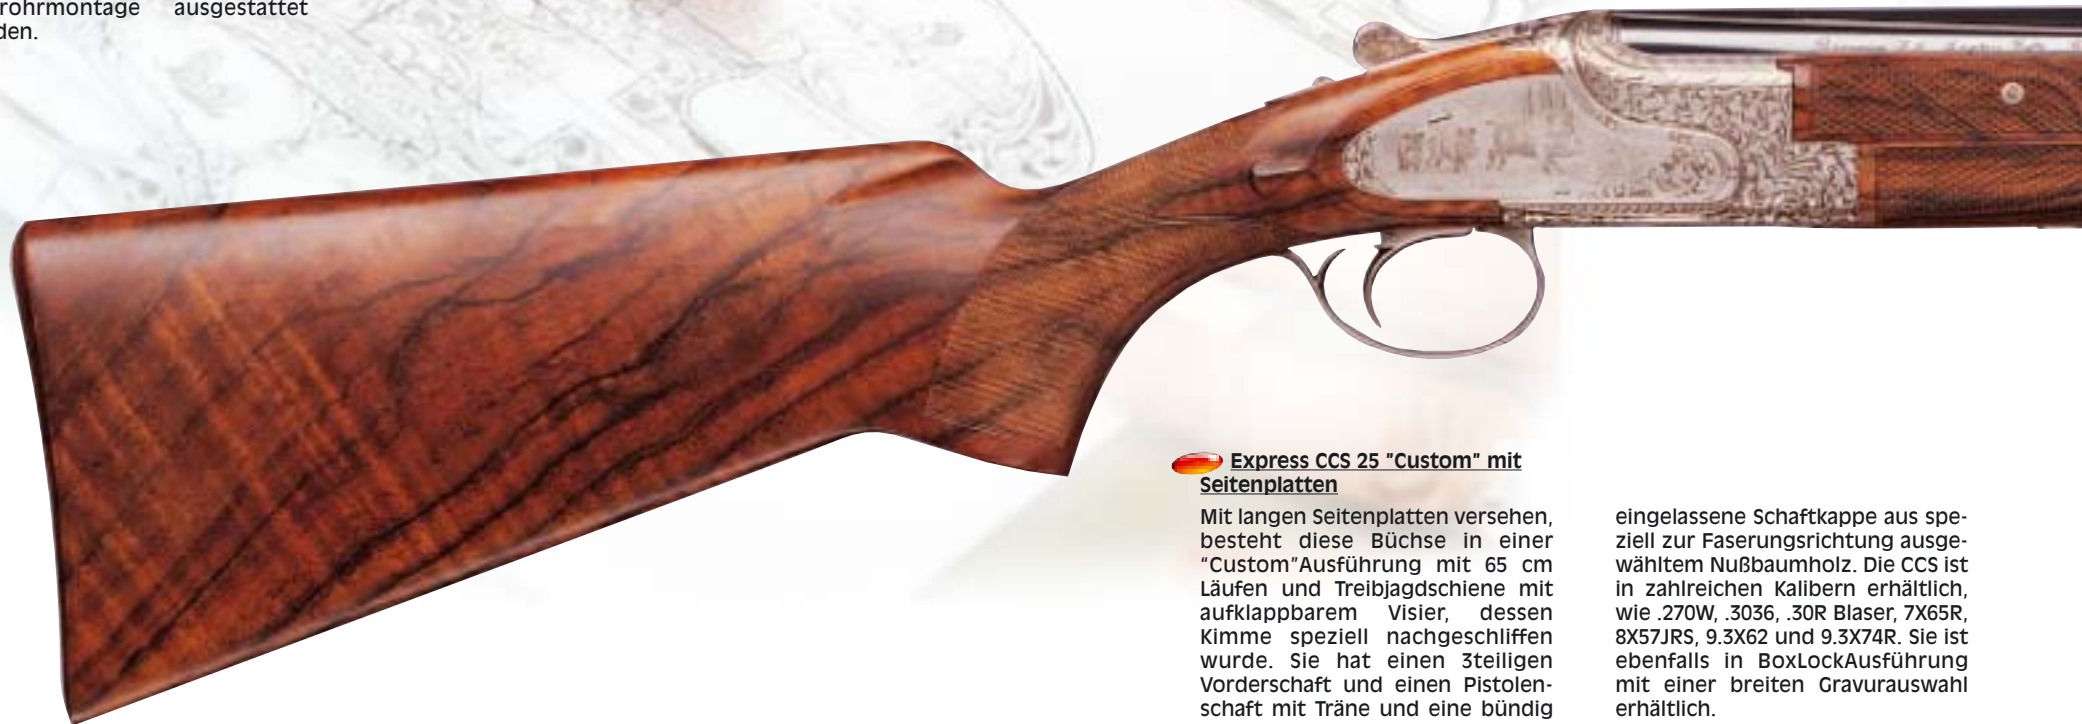 rohrmontage ausgestattet
den.
Express CCS 25 "Custom" mit
Seitenplatten
Mit langen Seitenplatten versehen,
besteht diese Büchse in einer
“Custom”Ausführung mit 65 cm
Läufen und Treibjagdschiene mit
aufklappbarem Visier, dessen
Kimme speziell nachgeschliffen
wurde. Sie hat einen 3teiligen
Vorderschaft und einen Pistolen-
schaft mit Träne und eine bündig
eingelassene Schaftkappe aus spe-
ziell zur Faserungsrichtung ausge-
wähltem Nußbaumholz. Die CCS ist
in zahlreichen Kalibern erhältlich,
wie .270W, .3036, .30R Blaser, 7X65R,
8X57JRS, 9.3X62 und 9.3X74R. Sie ist
ebenfalls in BoxLockAusführung
mit einer breiten Gravurauswahl
erhältlich.